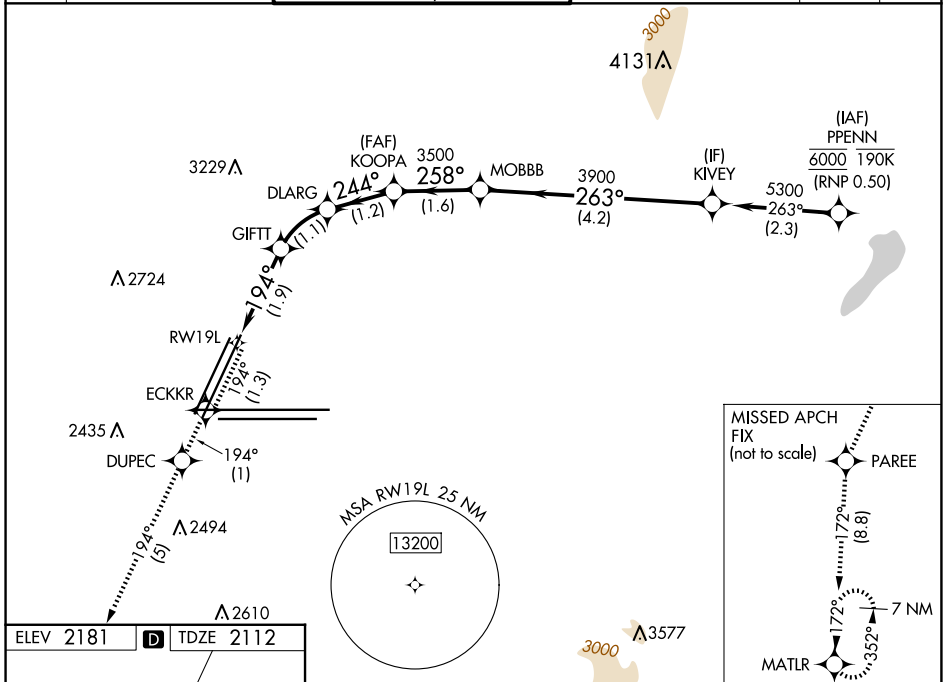 3000
4131
(IAF)
PPENN
6000 190K
(RNP 0.50)
(FAF)
KOOPA
3500
258°
(1.6)
MOBBB
3900
263°
(4.2)
(IF)
KIVEY
5300
263°
(2.3)
3229
DLARG
244°
(1.2)
GIFTT
(1.1)
194°
(1.9)
2724
RW19L
194°
(1.3)
ECKKR
2435
DUPEC
194°
(1)
2494
194°
(5)
2610
MSA RW19L 25 NM
13200
3577
3000
MISSED APCH
FIX
(not to scale)
PAREE
172°
(8.8)
172°
352°
7 NM
MATLR
ELEV 2181 D TDZE 2112